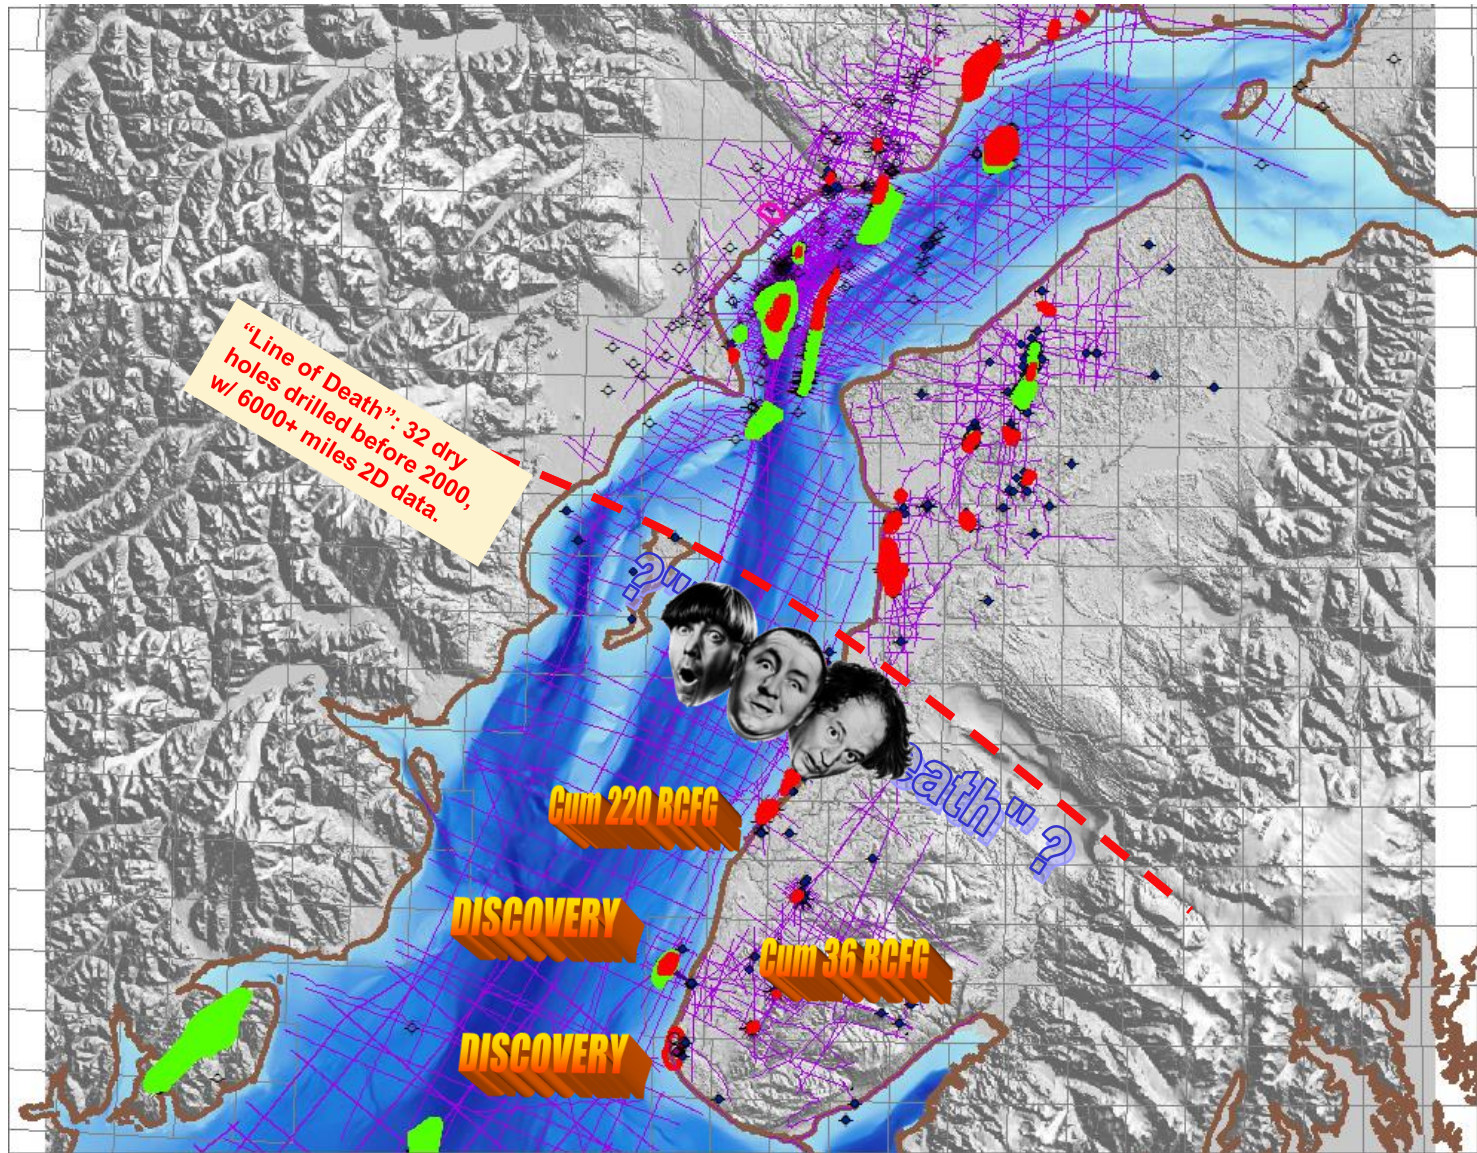 “Line of Death”: 32 dry
holes drilled before 2000,
w/ 6000+ miles 2D data.
?"
eath" ?
Cum 220 BCFG
DISCOVERY
Cum 36 BCFG
DISCOVERY